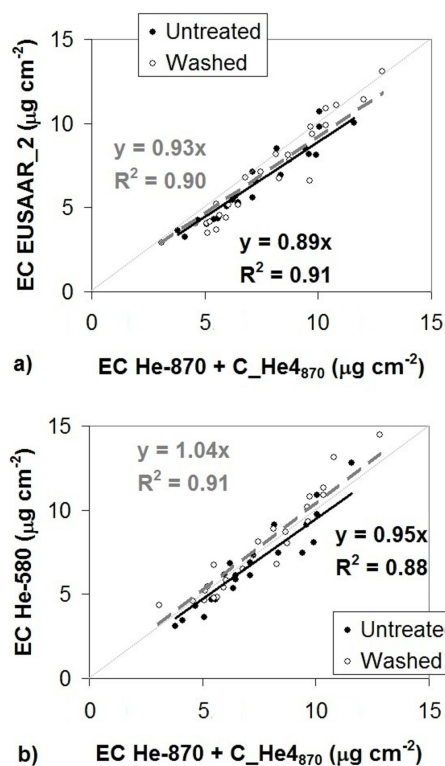 a
15
Untreated
Washed
EC EUSAAR_2 (µg cm⁻²)
10
y = 0.93x
R² = 0.90
5
y = 0.89x
R² = 0.91
0
0 5 10 15
a) EC He-870 + C_He4₈₇₀ (µg cm⁻²)
b
15
y = 1.04x
R² = 0.91
EC He-580 (µg cm⁻²)
10
y = 0.95x
R² = 0.88
5
Untreated
Washed
0
0 5 10 15
b) EC He-870 + C_He4₈₇₀ (µg cm⁻²)